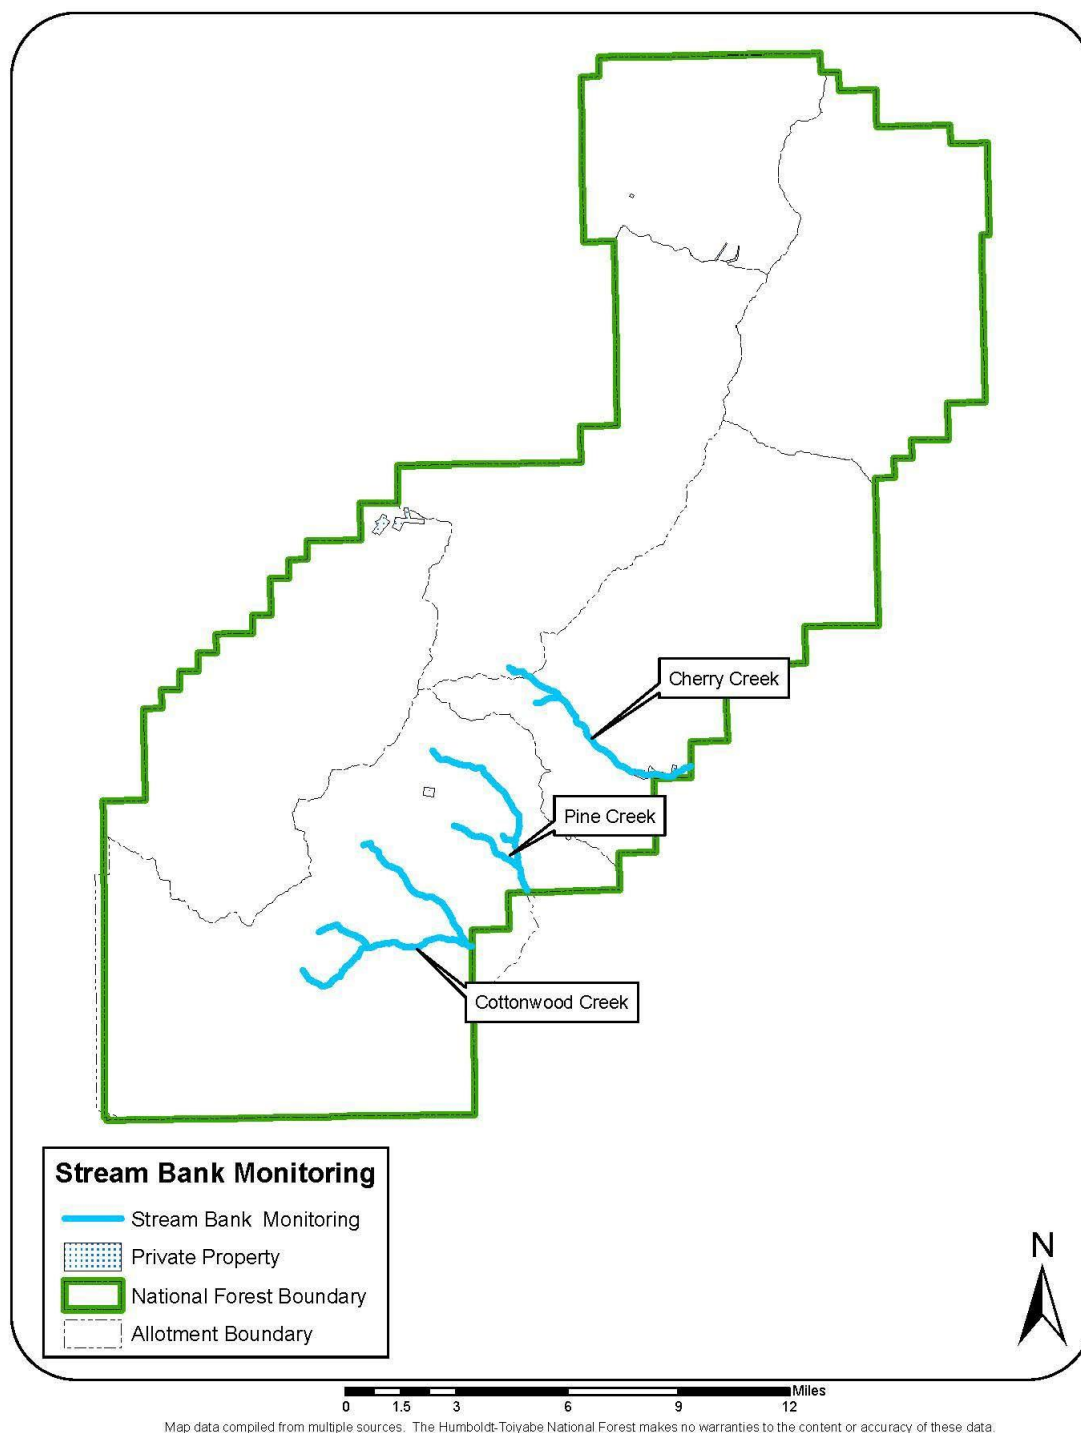 Cherry Creek
Pine Creek
Cottonwood Creek
Stream Bank Monitoring
Stream Bank Monitoring
Private Property
National Forest Boundary
Allotment Boundary
N
Miles
0 1.5 3 6 9 12
Map data compiled from multiple sources. The Humboldt-Toiyabe National Forest makes no warranties to the content or accuracy of these data.